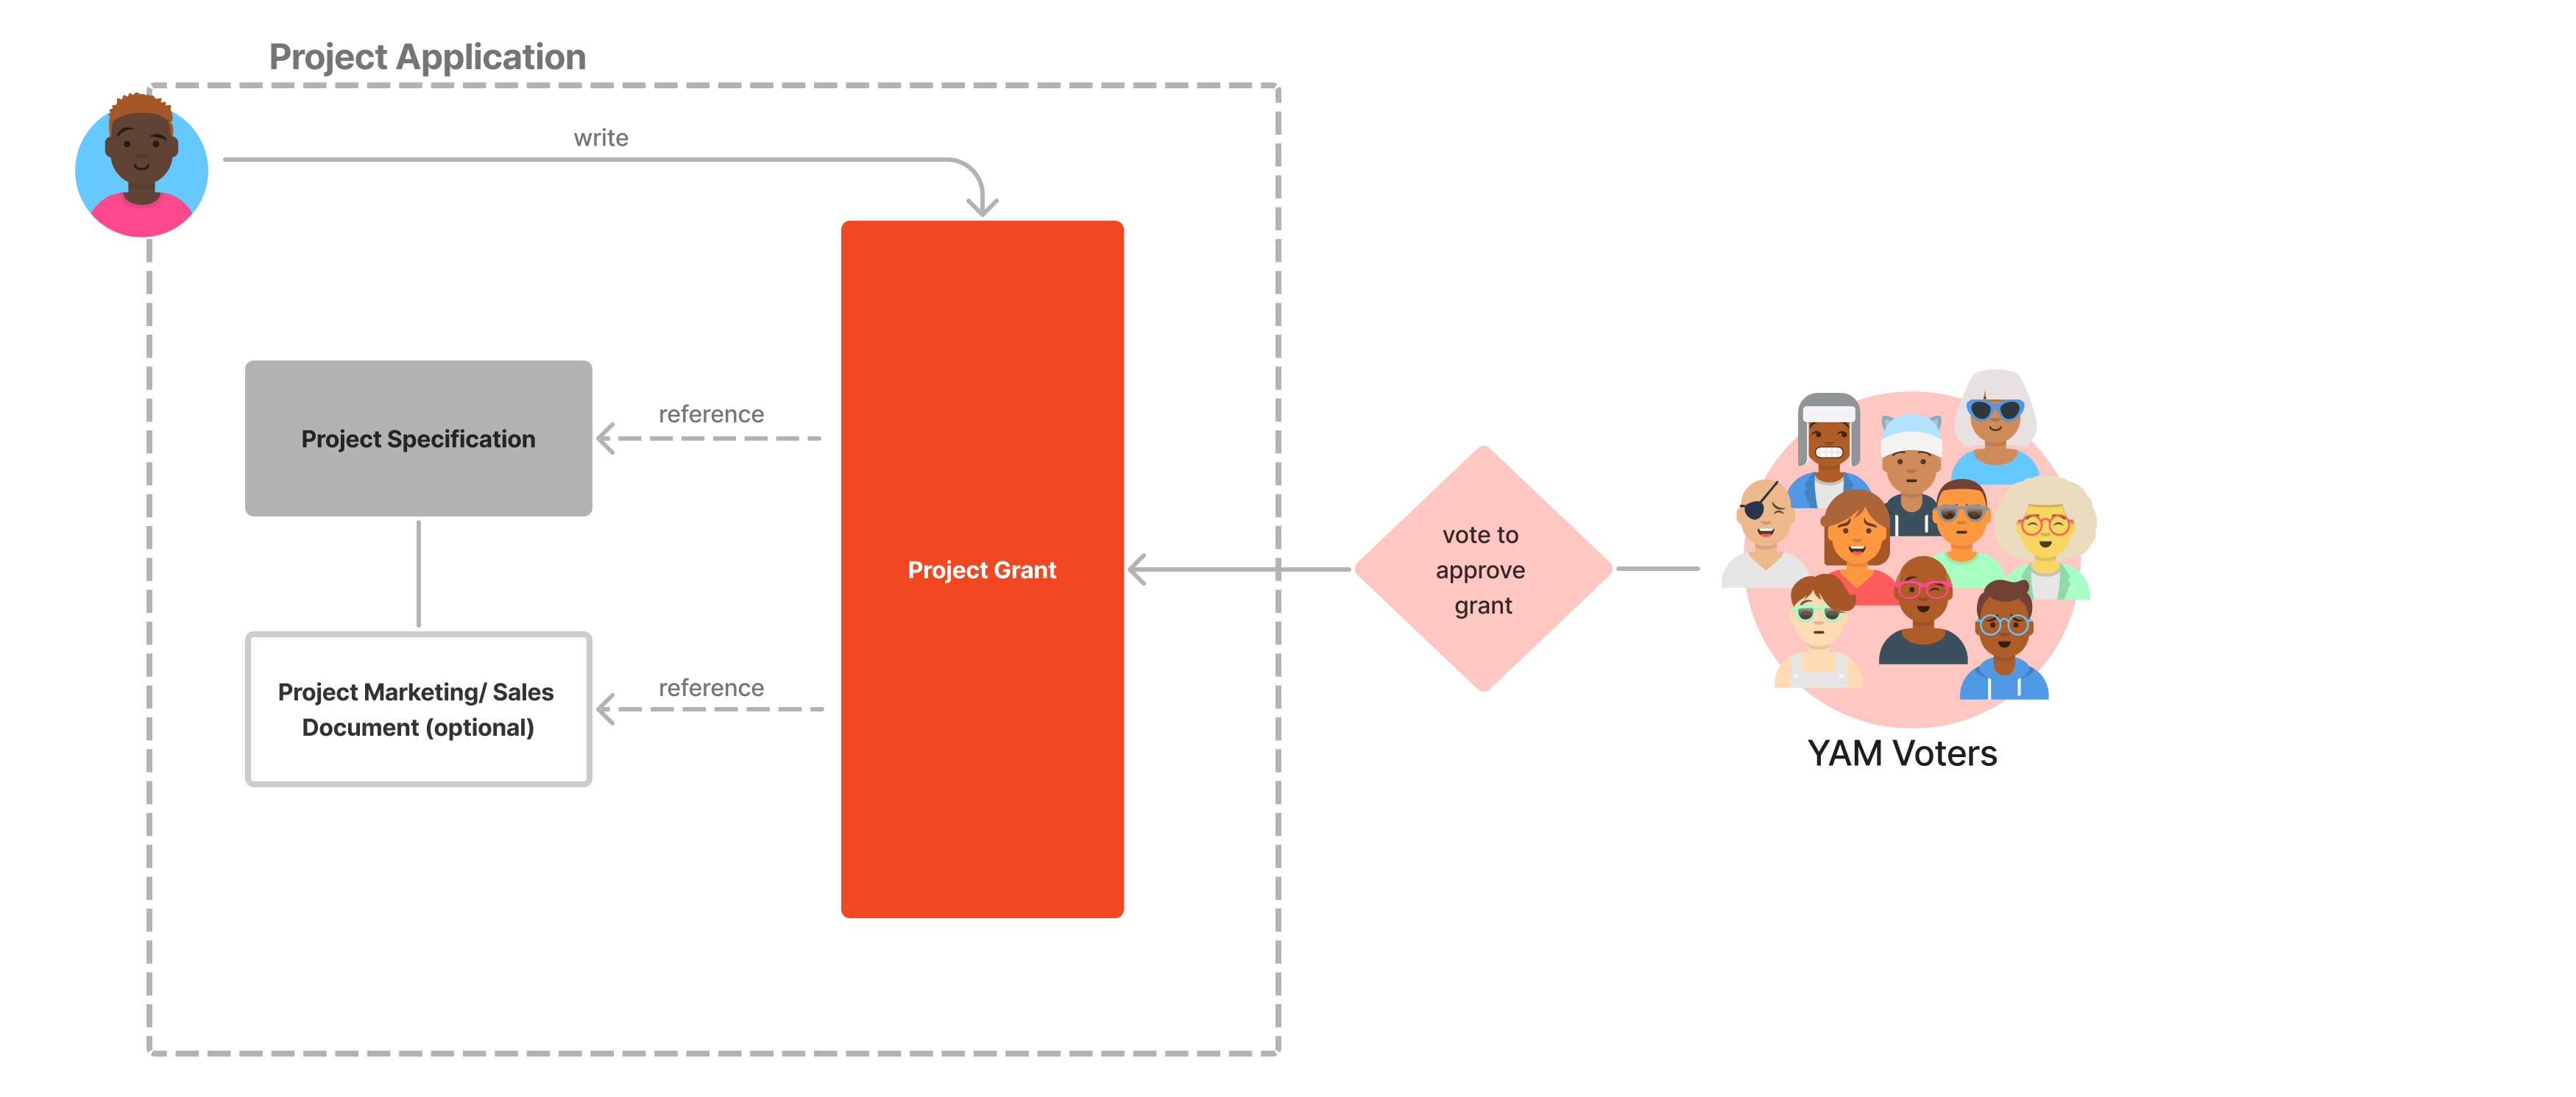 Project Application
write
reference
Project Specification
vote to
approve
grant
Project Grant
reference
Project Marketing/ Sales
Document (optional)
YAM Voters